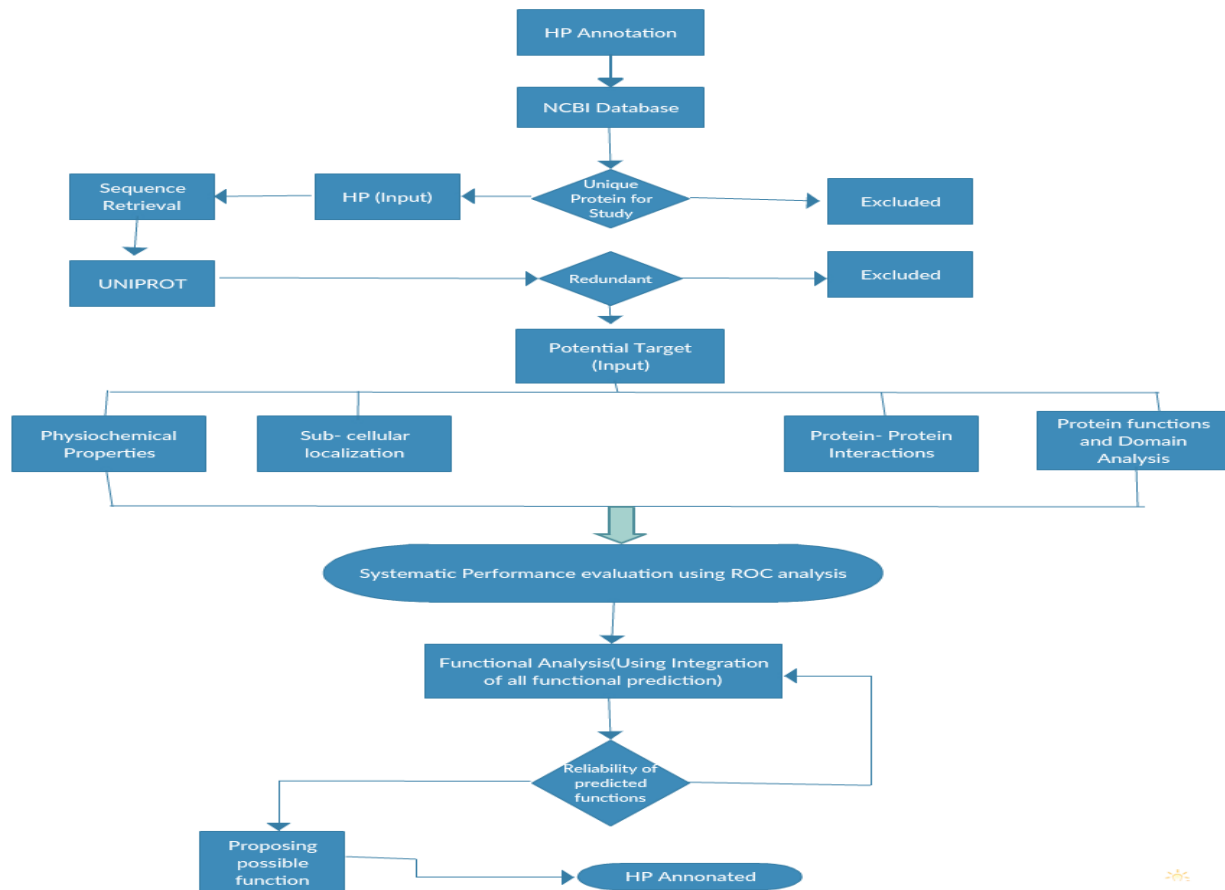 HP Annotation
NCBI Database
Unique
Protein for
Study
HP (Input)
Sequence
Retrieval
Excluded
UNIPROT
Redundant
Excluded
Potential Target
(Input)
Physiochemical
Properties
Sub- cellular
localization
Protein- Protein
Interactions
Protein functions
and Domain
Analysis
Systematic Performance evaluation using ROC analysis
Functional Analysis(Using Integration
of all functional prediction)
Reliability of
predicted
functions
Proposing
possible
function
HP Annonated